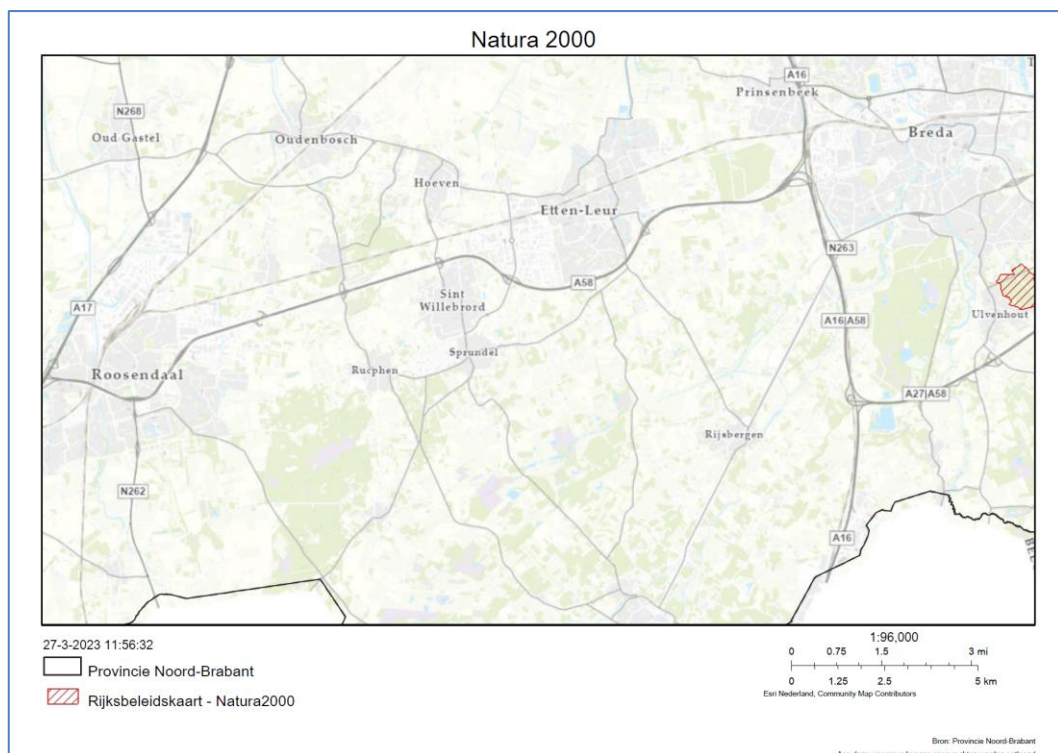 Natura 2000
A16
Prinsenbeek
N268
Oud Gastel
Oudenbosch
Breda
Hoeven
Etten-Leur
N263
A58
Sint
Willebrord
A17
Ulvenhout
A16|A58
Sprundel
Roosendaal
Rucphen
A27|A58
Rijsbergen
N262
A16
27-3-2023 11:56:32
Provincie Noord-Brabant
Rijksbeleidskaart - Natura2000
1:96,000
0 0.75 1.5 3 mi
0 1.25 2.5 5 km
Esri Nederland, Community Map Contributors
Bron: Provincie Noord-Brabant